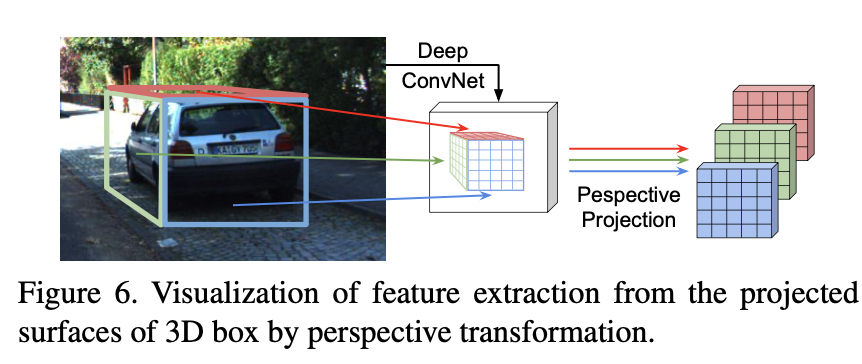 Deep
ConvNet
Pespective
Projection
Figure 6. Visualization of feature extraction from the projected
surfaces of 3D box by perspective transformation.